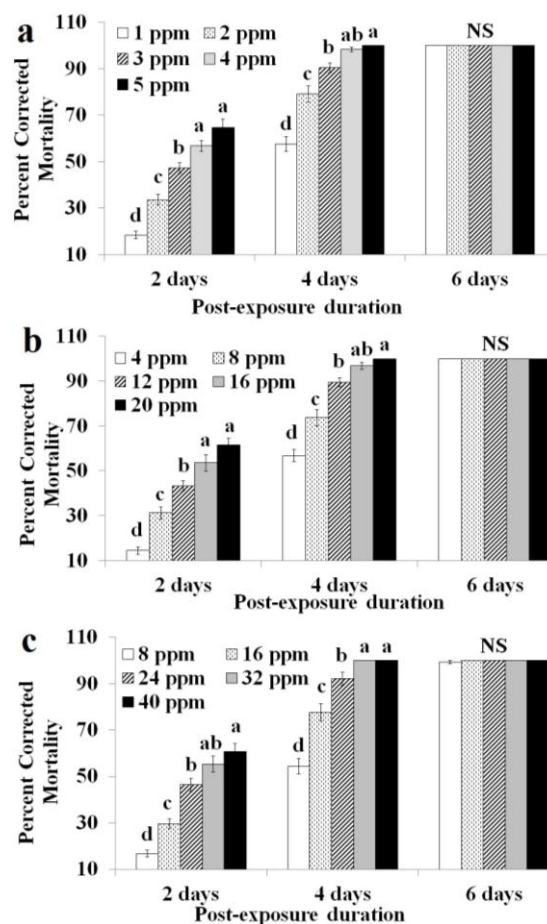 a
110
90
70
50
30
10
Percent Corrected
Mortality
1 ppm 2 ppm
3 ppm 4 ppm
5 ppm
d c b a a
d c b ab a
NS
2 days 4 days 6 days
Post-exposure duration
b
110
90
70
50
30
10
Percent Corrected
Mortality
4 ppm 8 ppm
12 ppm 16 ppm
20 ppm
d c b a a
d c b ab a
NS
2 days 4 days 6 days
Post-exposure duration
c
110
90
70
50
30
10
Percent Corrected
Mortality
8 ppm 16 ppm
24 ppm 32 ppm
40 ppm
d c b ab a
d c b a a
NS
2 days 4 days 6 days
Post-exposure duration